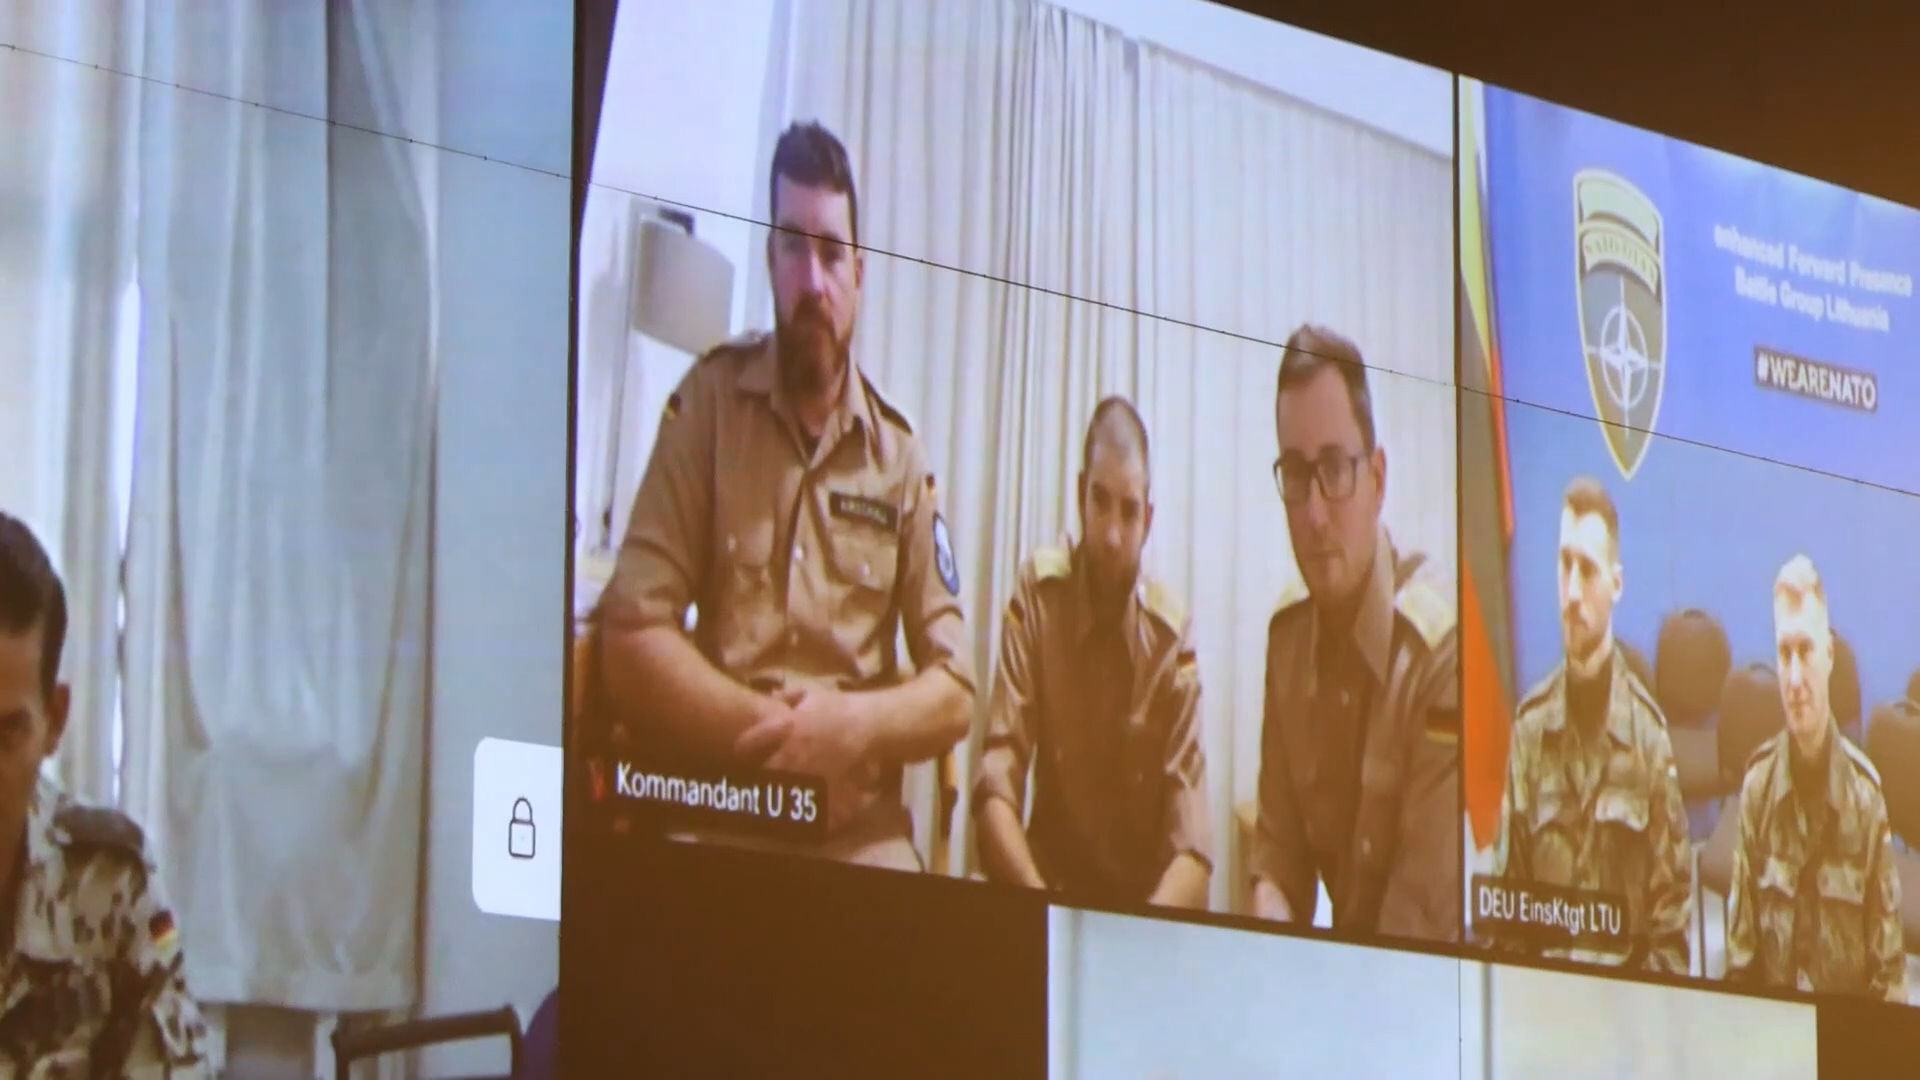 enhanced Forward Presence
Battle Group Lithuania
#WEARENATO
Kommandant U 35
DEU EinsKtgt LTU